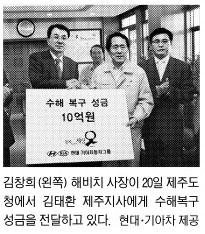 수해 복구 성금
10억원
현대·기아자동차그룹
김창희(왼쪽) 해비치 사장이 20일 제주도
청에서 김태환 제주지사에게 수해복구
성금을 전달하고 있다. 현대·기아차 제공